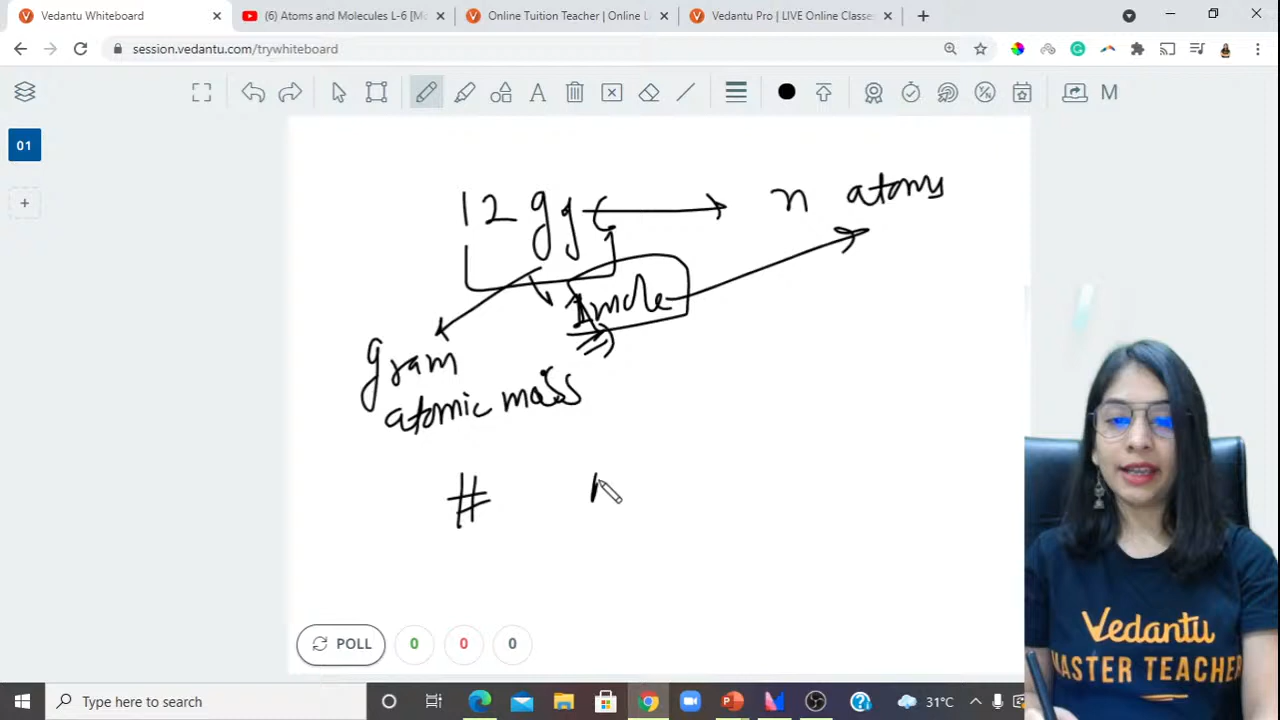 Vedantu Whiteboard
(6) Atoms and Molecules L-6 [M
Online Tuition Teacher | Online Li
Vedantu Pro | LIVE Online Classe
session.vedantu.com/trywhiteboard
M
01
12 g g C n atoms
1 mole
gram
atomic mass
#
POLL 0 0 0
Vedantu
MASTER TEACHER
Type here to search
31°C